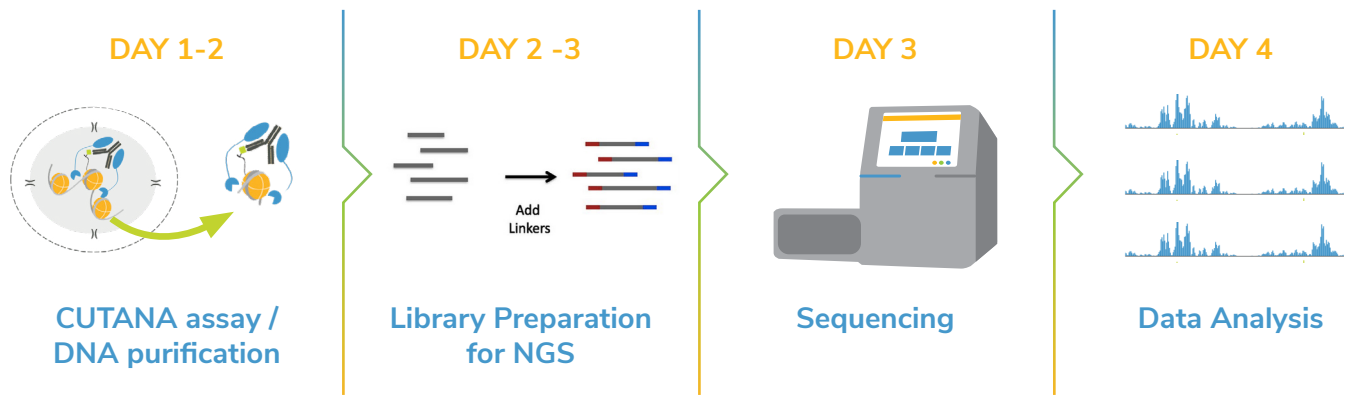 DAY 1-2
CUTANA assay /
DNA purification
DAY 2 -3
Add
Linkers
Library Preparation
for NGS
DAY 3
Sequencing
DAY 4
Data Analysis